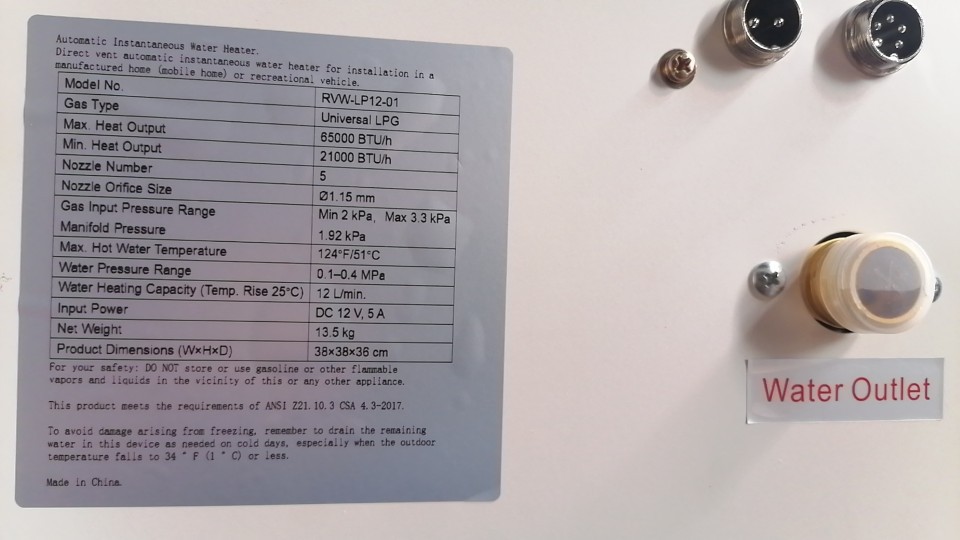 Automatic Instantaneous Water Heater.
Direct vent automatic instantaneous water heater for installation in a
manufactured home (mobile home) or recreational vehicle.
Model No. RVW-LP12-01
Gas Type Universal LPG
Max. Heat Output 65000 BTU/h
Min. Heat Output 21000 BTU/h
Nozzle Number 5
Nozzle Orifice Size Ø1.15 mm
Gas Input Pressure Range Min 2 kPa, Max 3.3 kPa
Manifold Pressure 1.92 kPa
Max. Hot Water Temperature 124°F/51°C
Water Pressure Range 0.1–0.4 MPa
Water Heating Capacity (Temp. Rise 25°C) 12 L/min.
Input Power DC 12 V, 5 A
Net Weight 13.5 kg
Product Dimensions (W×H×D) 38×38×36 cm
For your safety: DO NOT store or use gasoline or other flammable
vapors and liquids in the vicinity of this or any other appliance.
This product meets the requirements of ANSI Z21.10.3 CSA 4.3-2017.
To avoid damage arising from freezing, remember to drain the remaining
water in this device as needed on cold days, especially when the outdoor
temperature falls to 34 ° F (1 ° C) or less.
Made in China.
Water Outlet